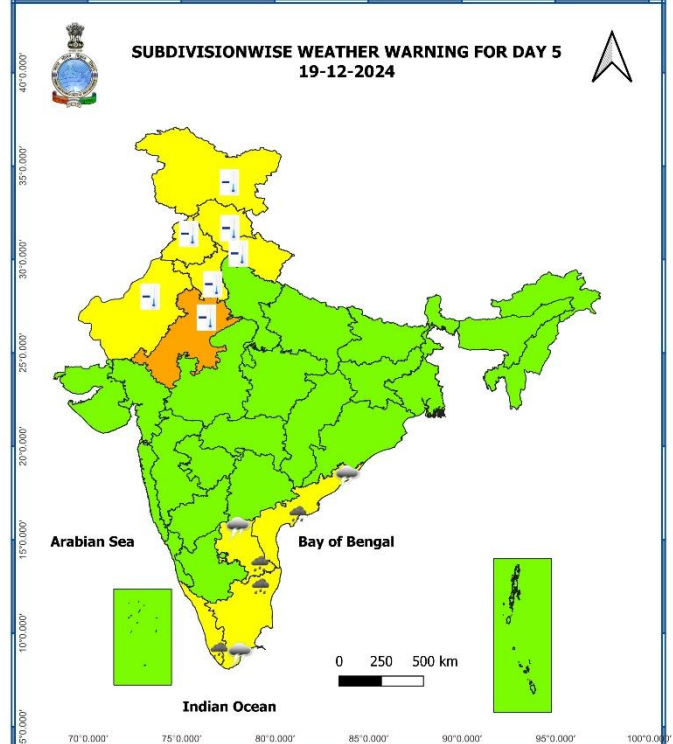 SUBDIVISIONWISE WEATHER WARNING FOR DAY 5
19-12-2024
40°0.000'
35°0.000'
30°0.000'
25°0.000'
20°0.000'
15°0.000'
10°0.000'
5°0.000'
Arabian Sea
Bay of Bengal
0 250 500 km
Indian Ocean
70°0.000' 75°0.000' 80°0.000' 85°0.000' 90°0.000' 95°0.000' 100°0.000'